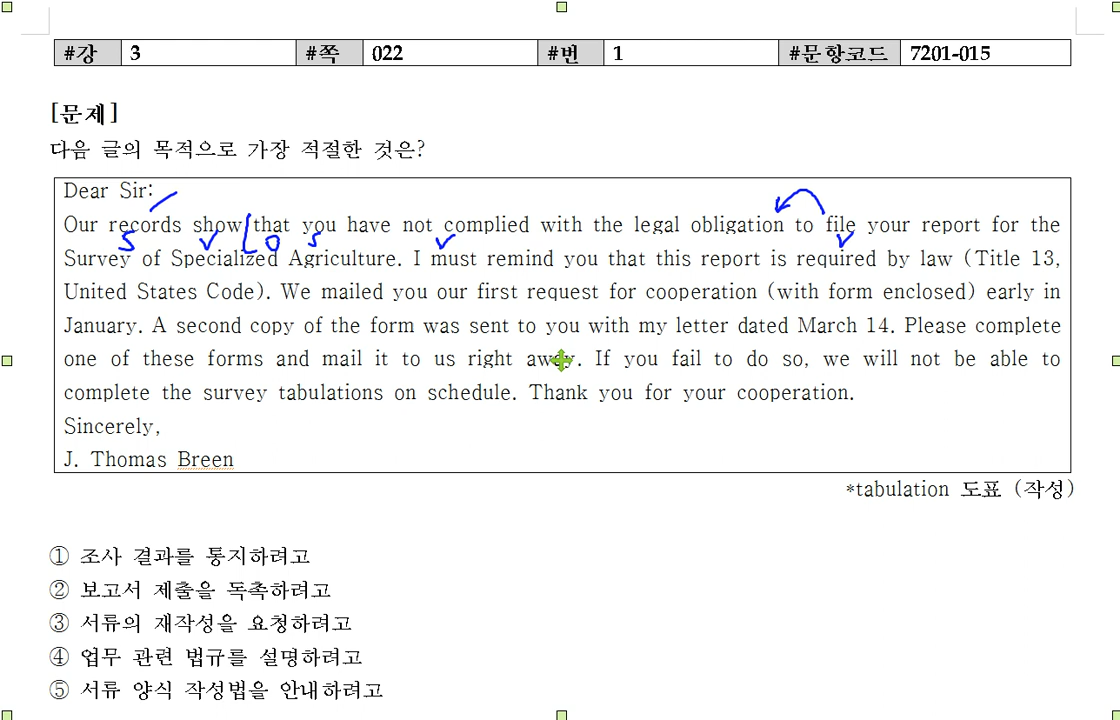 #강 3 #쪽 022 #번 1 #문항코드 7201-015
[문제]
다음 글의 목적으로 가장 적절한 것은?
Dear Sir:
Our records show that you have not complied with the legal obligation to file your report for the
S V O S V V
Survey of Specialized Agriculture. I must remind you that this report is required by law (Title 13,
United States Code). We mailed you our first request for cooperation (with form enclosed) early in
January. A second copy of the form was sent to you with my letter dated March 14. Please complete
one of these forms and mail it to us right away. If you fail to do so, we will not be able to
complete the survey tabulations on schedule. Thank you for your cooperation.
Sincerely,
J. Thomas Breen
*tabulation 도표 (작성)
① 조사 결과를 통지하려고
② 보고서 제출을 독촉하려고
③ 서류의 재작성을 요청하려고
④ 업무 관련 법규를 설명하려고
⑤ 서류 양식 작성법을 안내하려고